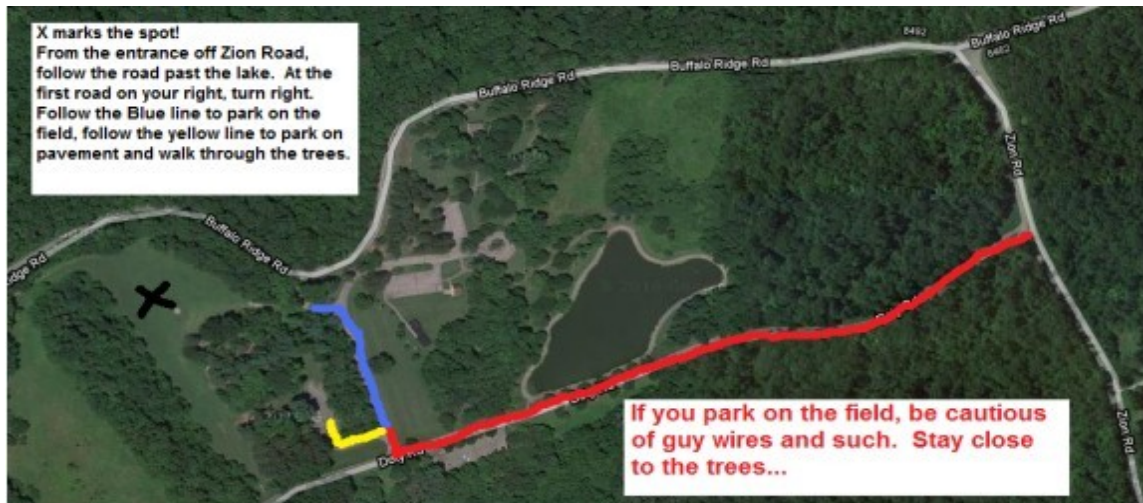 X marks the spot!
From the entrance off Zion Road,
follow the road past the lake. At the
first road on your right, turn right.
Follow the Blue line to park on the
field, follow the yellow line to park on
pavement and walk through the trees.
8492
Buffalo Ridge Rd
8482
Buffalo Ridge Rd
Buffalo Ridge Rd
Zion Rd
Buffalo Ridge Rd
Ridge Rd
If you park on the field, be cautious
of guy wires and such. Stay close
to the trees...
Zion Rd